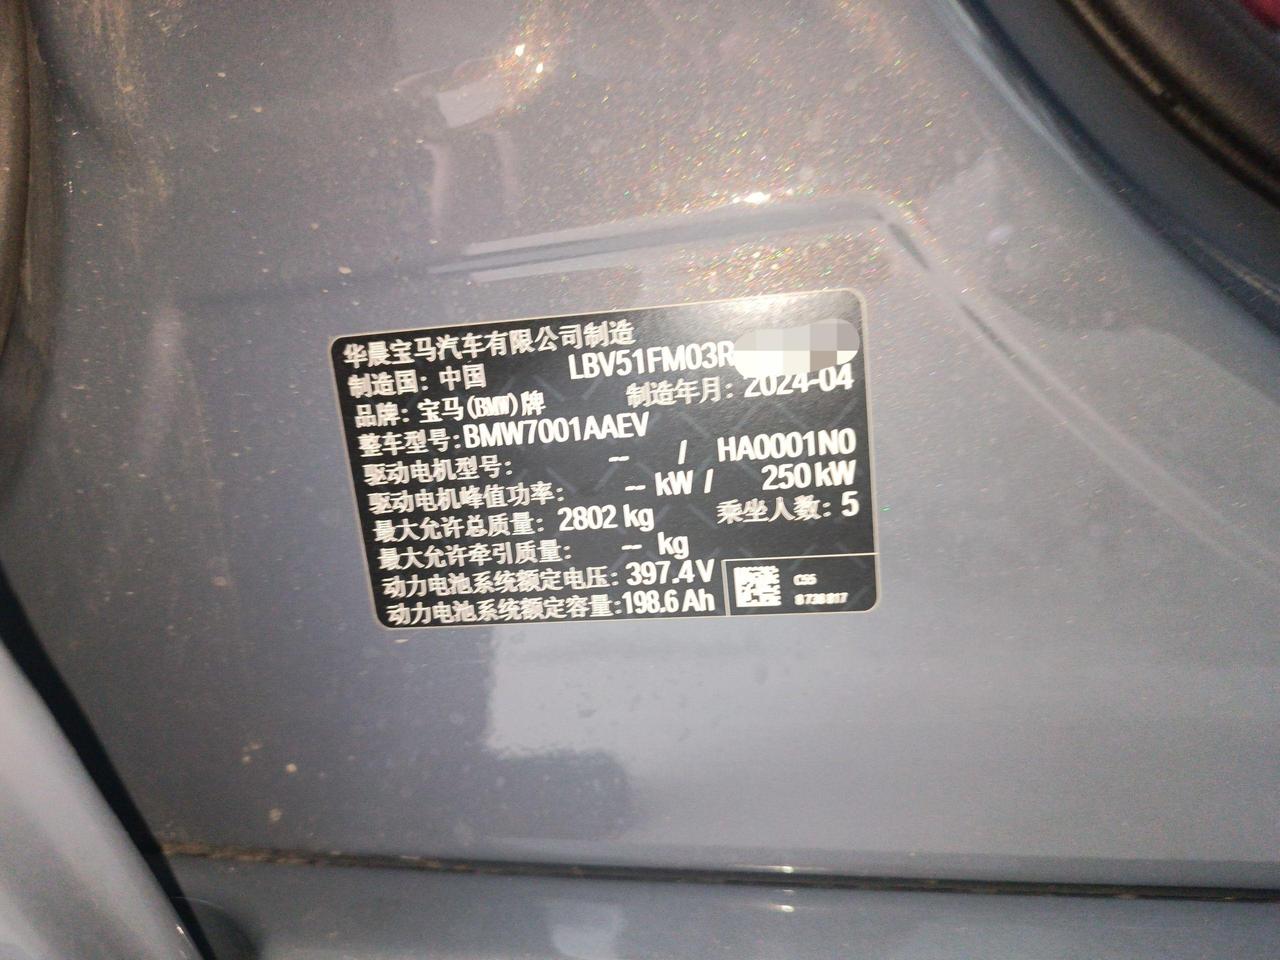 华晨宝马汽车有限公司制造
制造国: 中国 LBV51FM03R
品牌: 宝马(BMW)牌 制造年月: 2024-04
整车型号: BMW7001AAEV
驱动电机型号: -- / HA0001N0
驱动电机峰值功率: -- kW / 250 kW
最大允许总质量: 2802 kg 乘坐人数: 5
最大允许牵引质量: -- kg
动力电池系统额定电压: 397.4 V
动力电池系统额定容量: 198.6 Ah